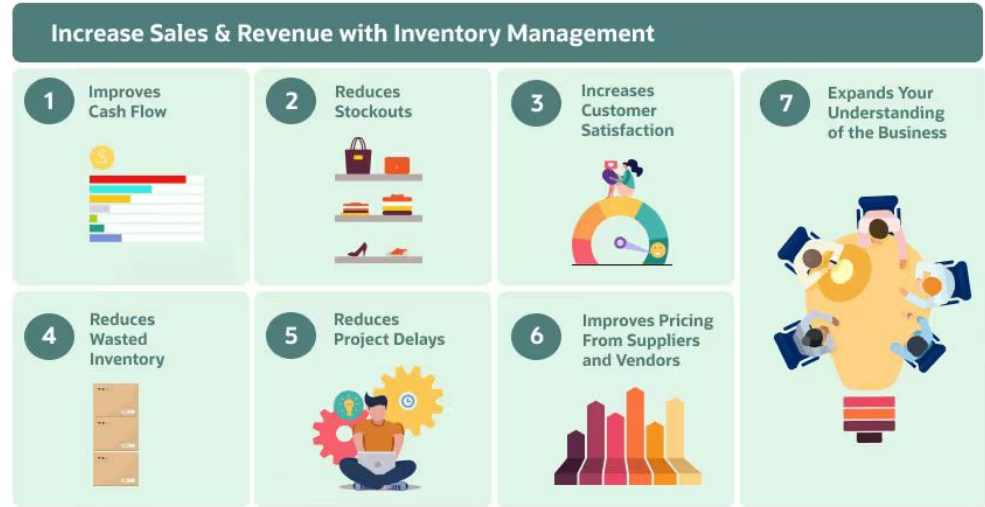 Increase Sales & Revenue with Inventory Management
1
Improves
Cash Flow
$
2
Reduces
Stockouts
3
Increases
Customer
Satisfaction
4
Reduces
Wasted
Inventory
5
Reduces
Project Delays
6
Improves Pricing
From Suppliers
and Vendors
7
Expands Your
Understanding
of the Business